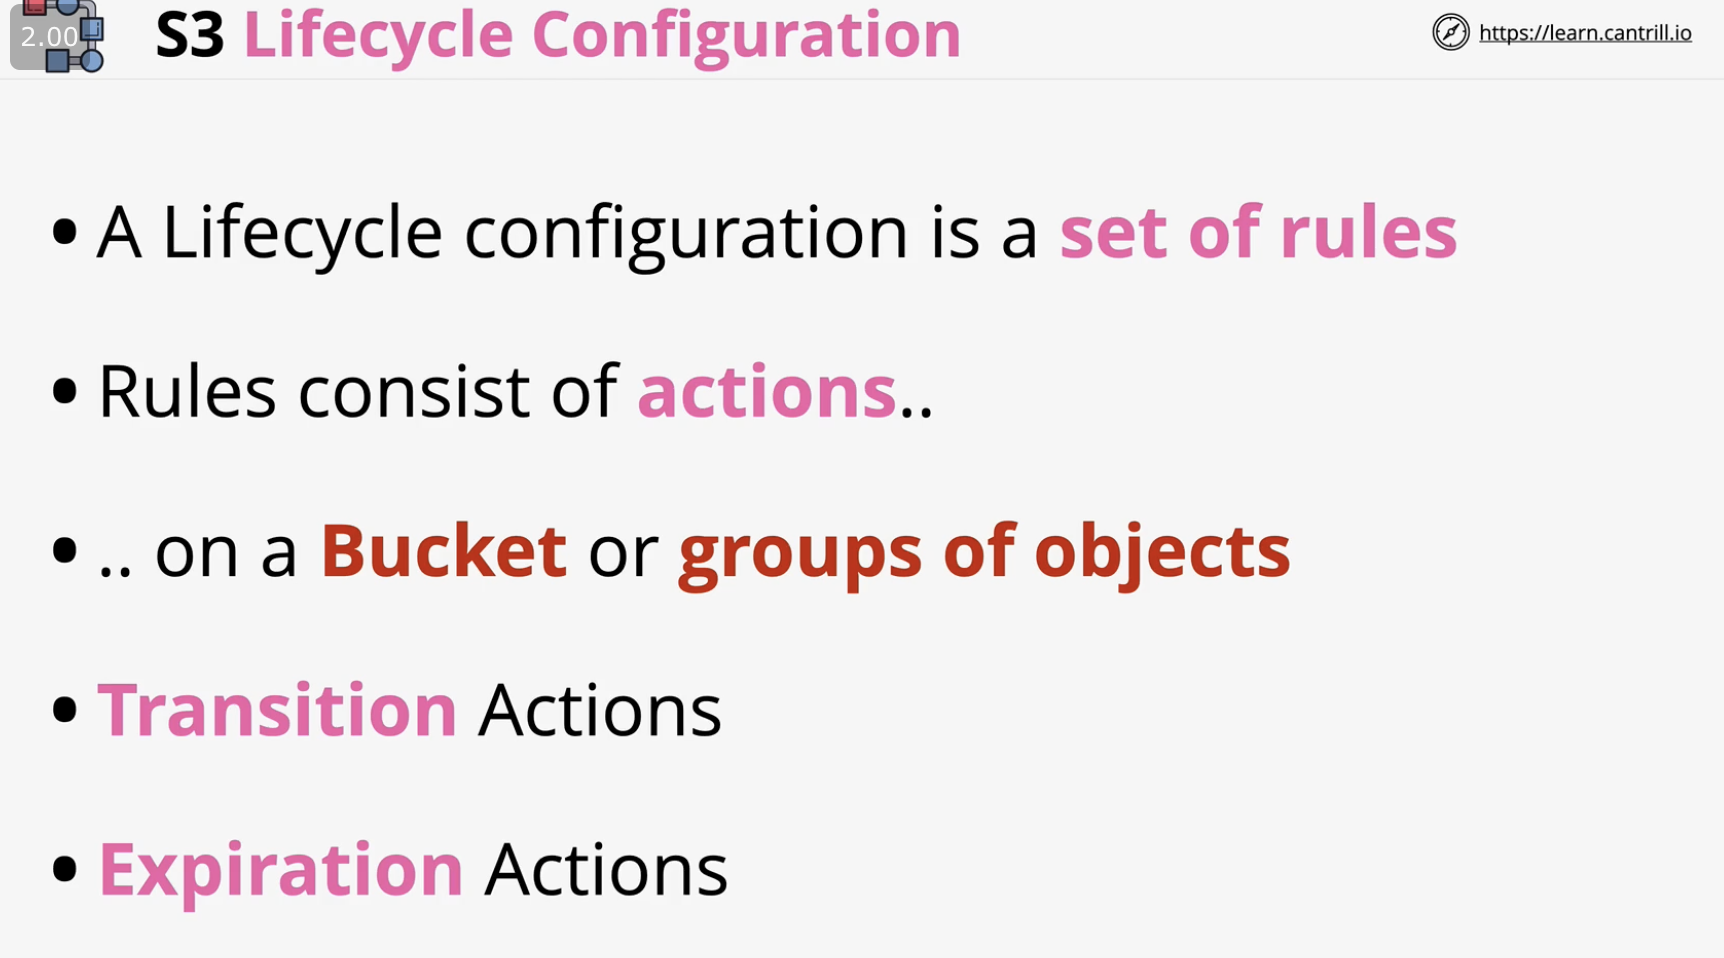 2.00
S3 Lifecycle Configuration
https://learn.cantrill.io
• A Lifecycle configuration is a set of rules
• Rules consist of actions..
• .. on a Bucket or groups of objects
• Transition Actions
• Expiration Actions